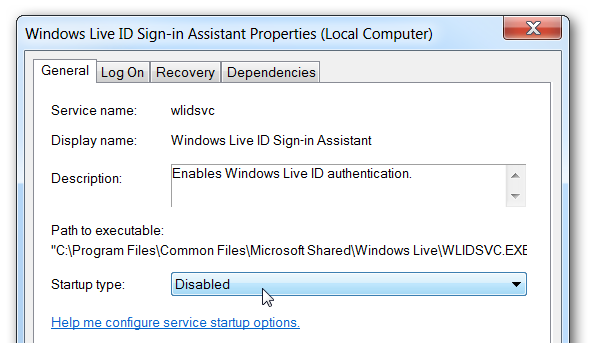 Windows Live ID Sign-in Assistant Properties (Local Computer)
General Log On Recovery Dependencies
Service name: wlidsvc
Display name: Windows Live ID Sign-in Assistant
Description: Enables Windows Live ID authentication.
Path to executable:
"C:\Program Files\Common Files\Microsoft Shared\Windows Live\WLIDSVC.EXE
Startup type: Disabled
Help me configure service startup options.